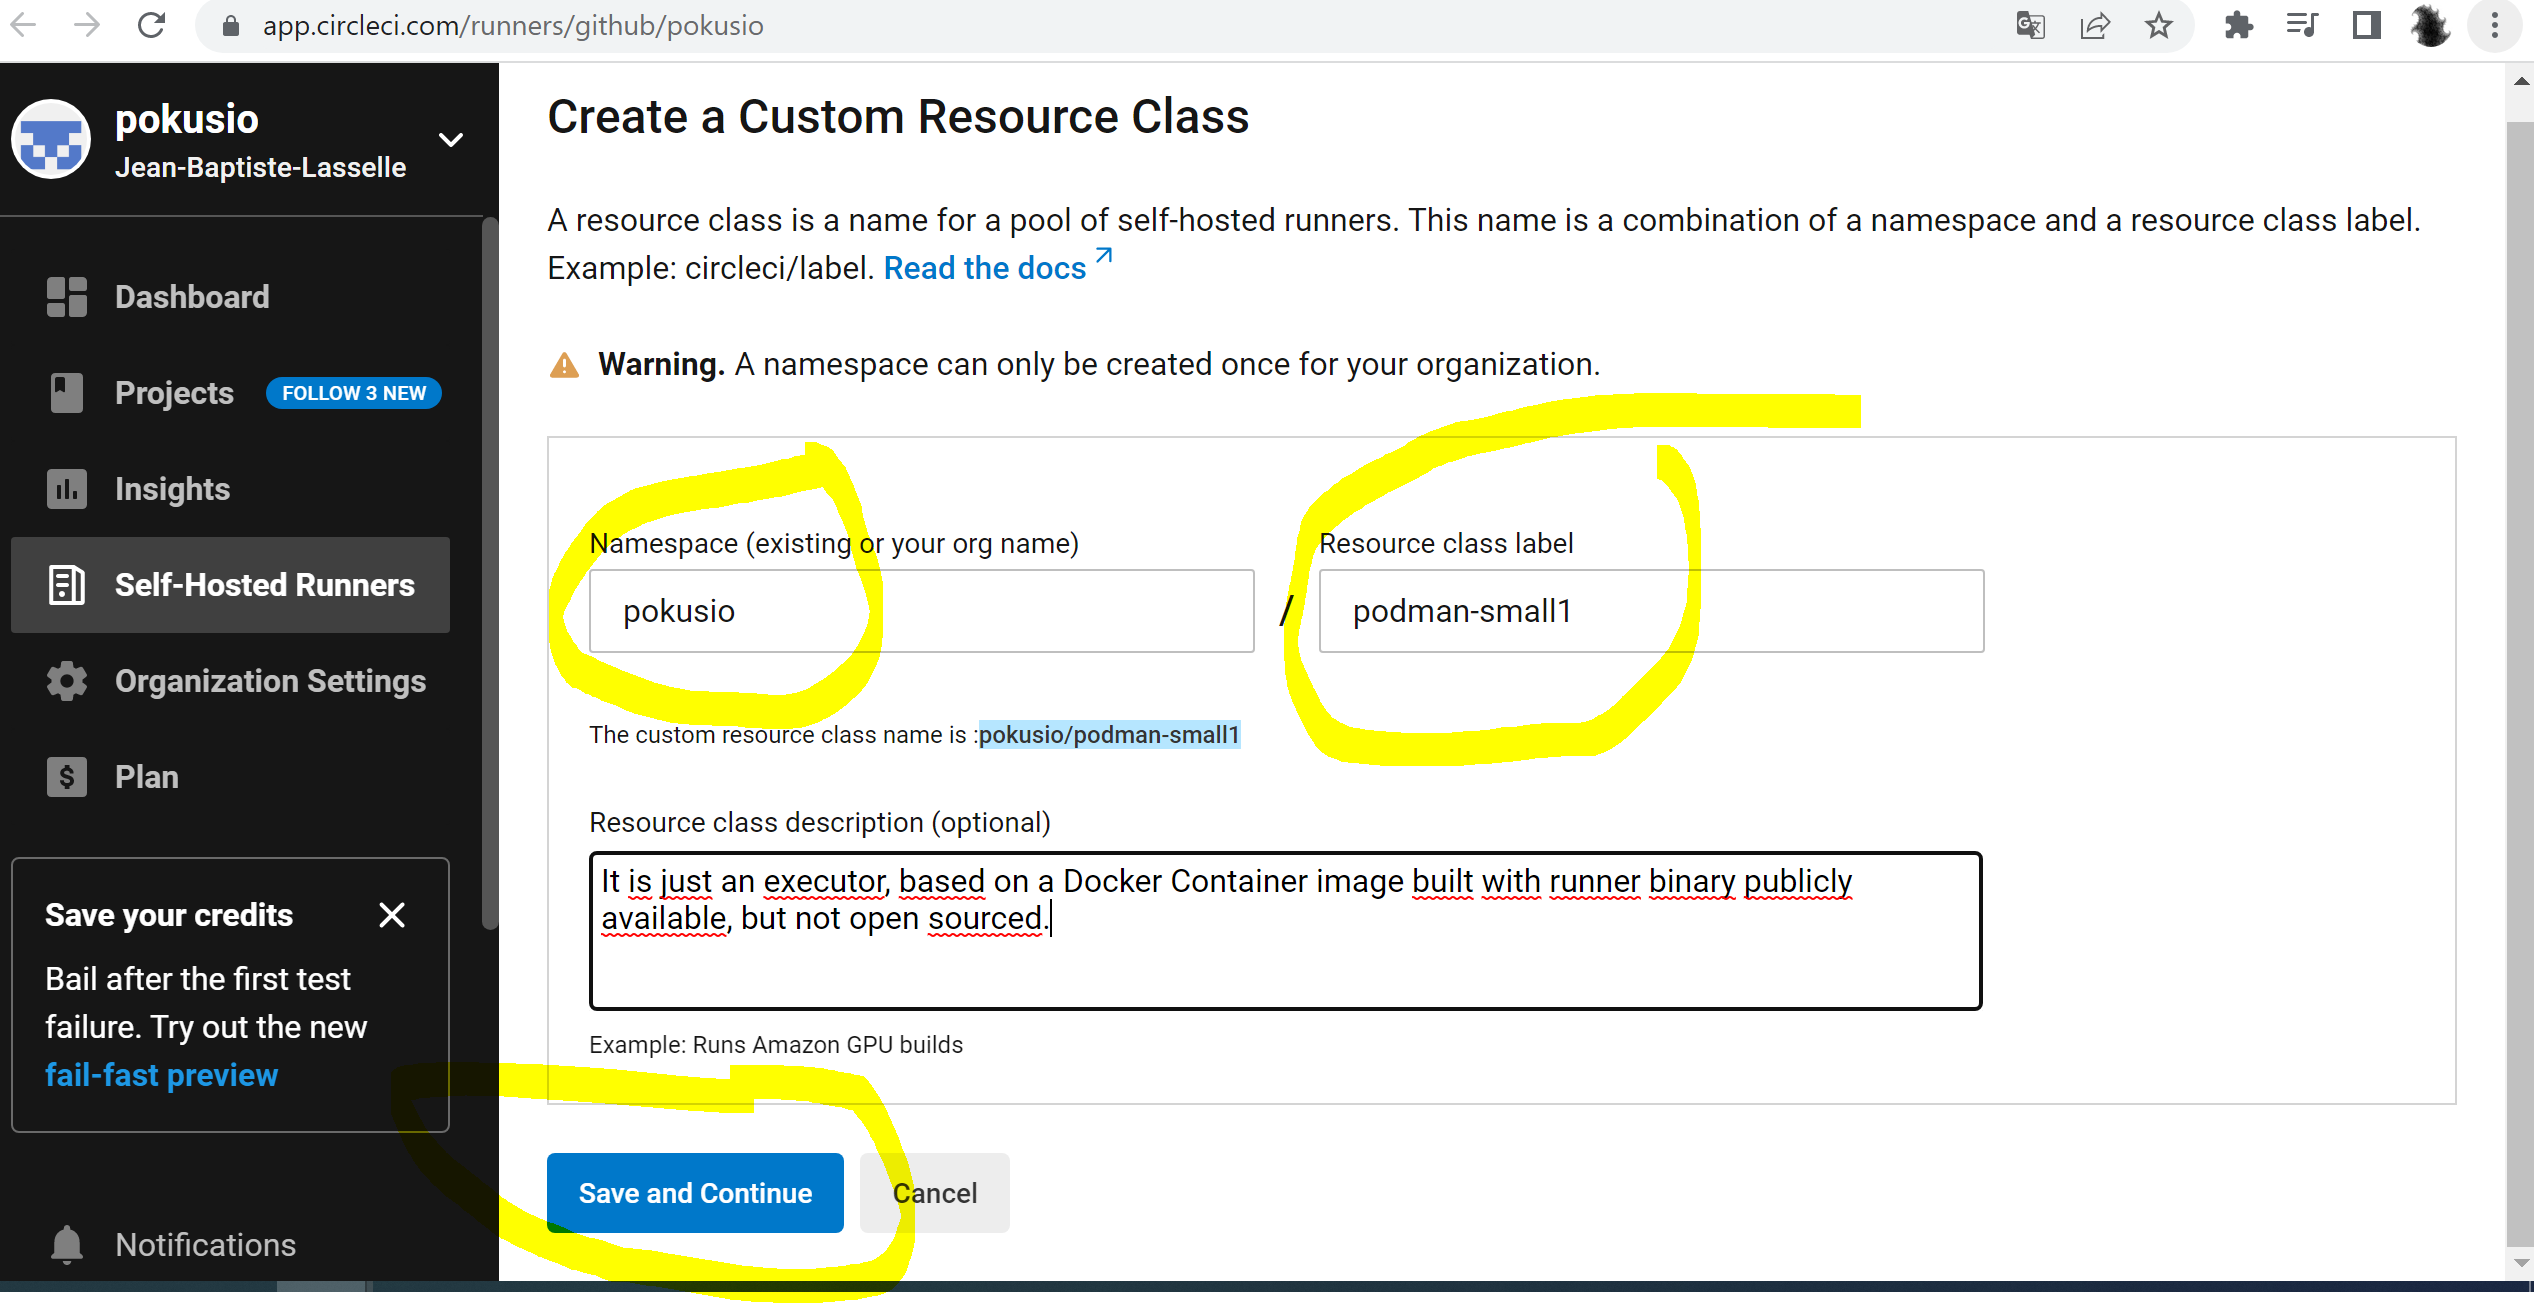 app.circleci.com/runners/github/pokusio
pokusio
Jean-Baptiste-Lasselle
Dashboard
Projects
FOLLOW 3 NEW
Insights
Self-Hosted Runners
Organization Settings
Plan
Save your credits
Bail after the first test
failure. Try out the new
fail-fast preview
Notifications
Create a Custom Resource Class
A resource class is a name for a pool of self-hosted runners. This name is a combination of a namespace and a resource class label.
Example: circleci/label. Read the docs
Warning. A namespace can only be created once for your organization.
Namespace (existing or your org name)
pokusio
/
Resource class label
podman-small1
The custom resource class name is :pokusio/podman-small1
Resource class description (optional)
It is just an executor, based on a Docker Container image built with runner binary publicly
available, but not open sourced.
Example: Runs Amazon GPU builds
Save and Continue
Cancel